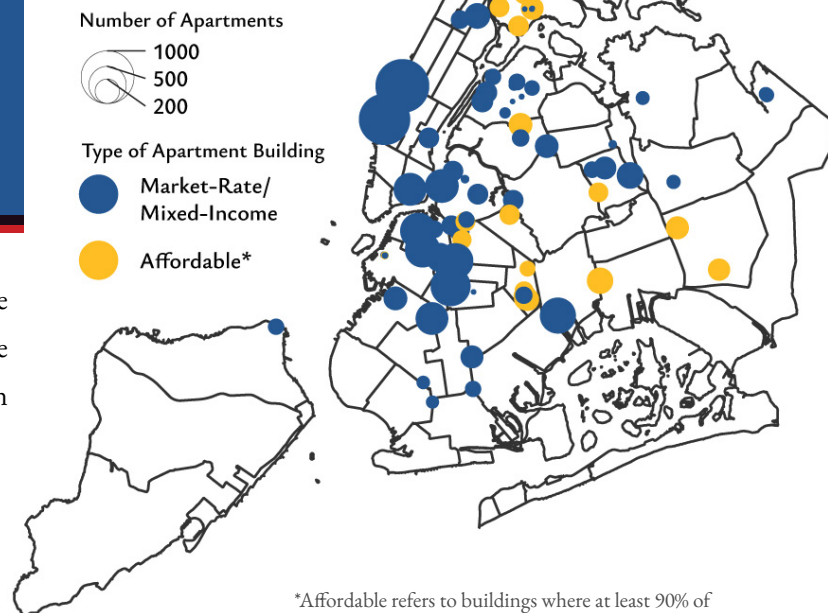 Number of Apartments
1000
500
200
Type of Apartment Building
Market-Rate/
Mixed-Income
Affordable*
*Affordable refers to buildings where at least 90% of